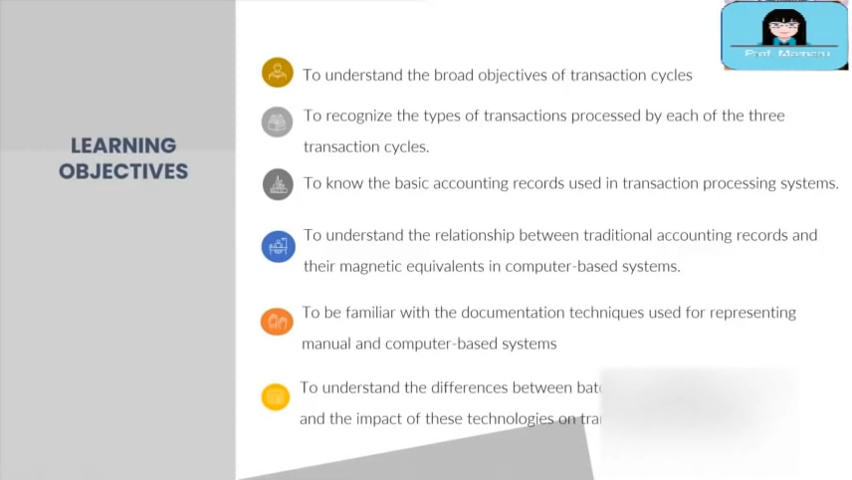 LEARNING
OBJECTIVES
To understand the broad objectives of transaction cycles
To recognize the types of transactions processed by each of the three
transaction cycles.
To know the basic accounting records used in transaction processing systems.
To understand the relationship between traditional accounting records and
their magnetic equivalents in computer-based systems.
To be familiar with the documentation techniques used for representing
manual and computer-based systems
To understand the differences between
and the impact of these technologies on